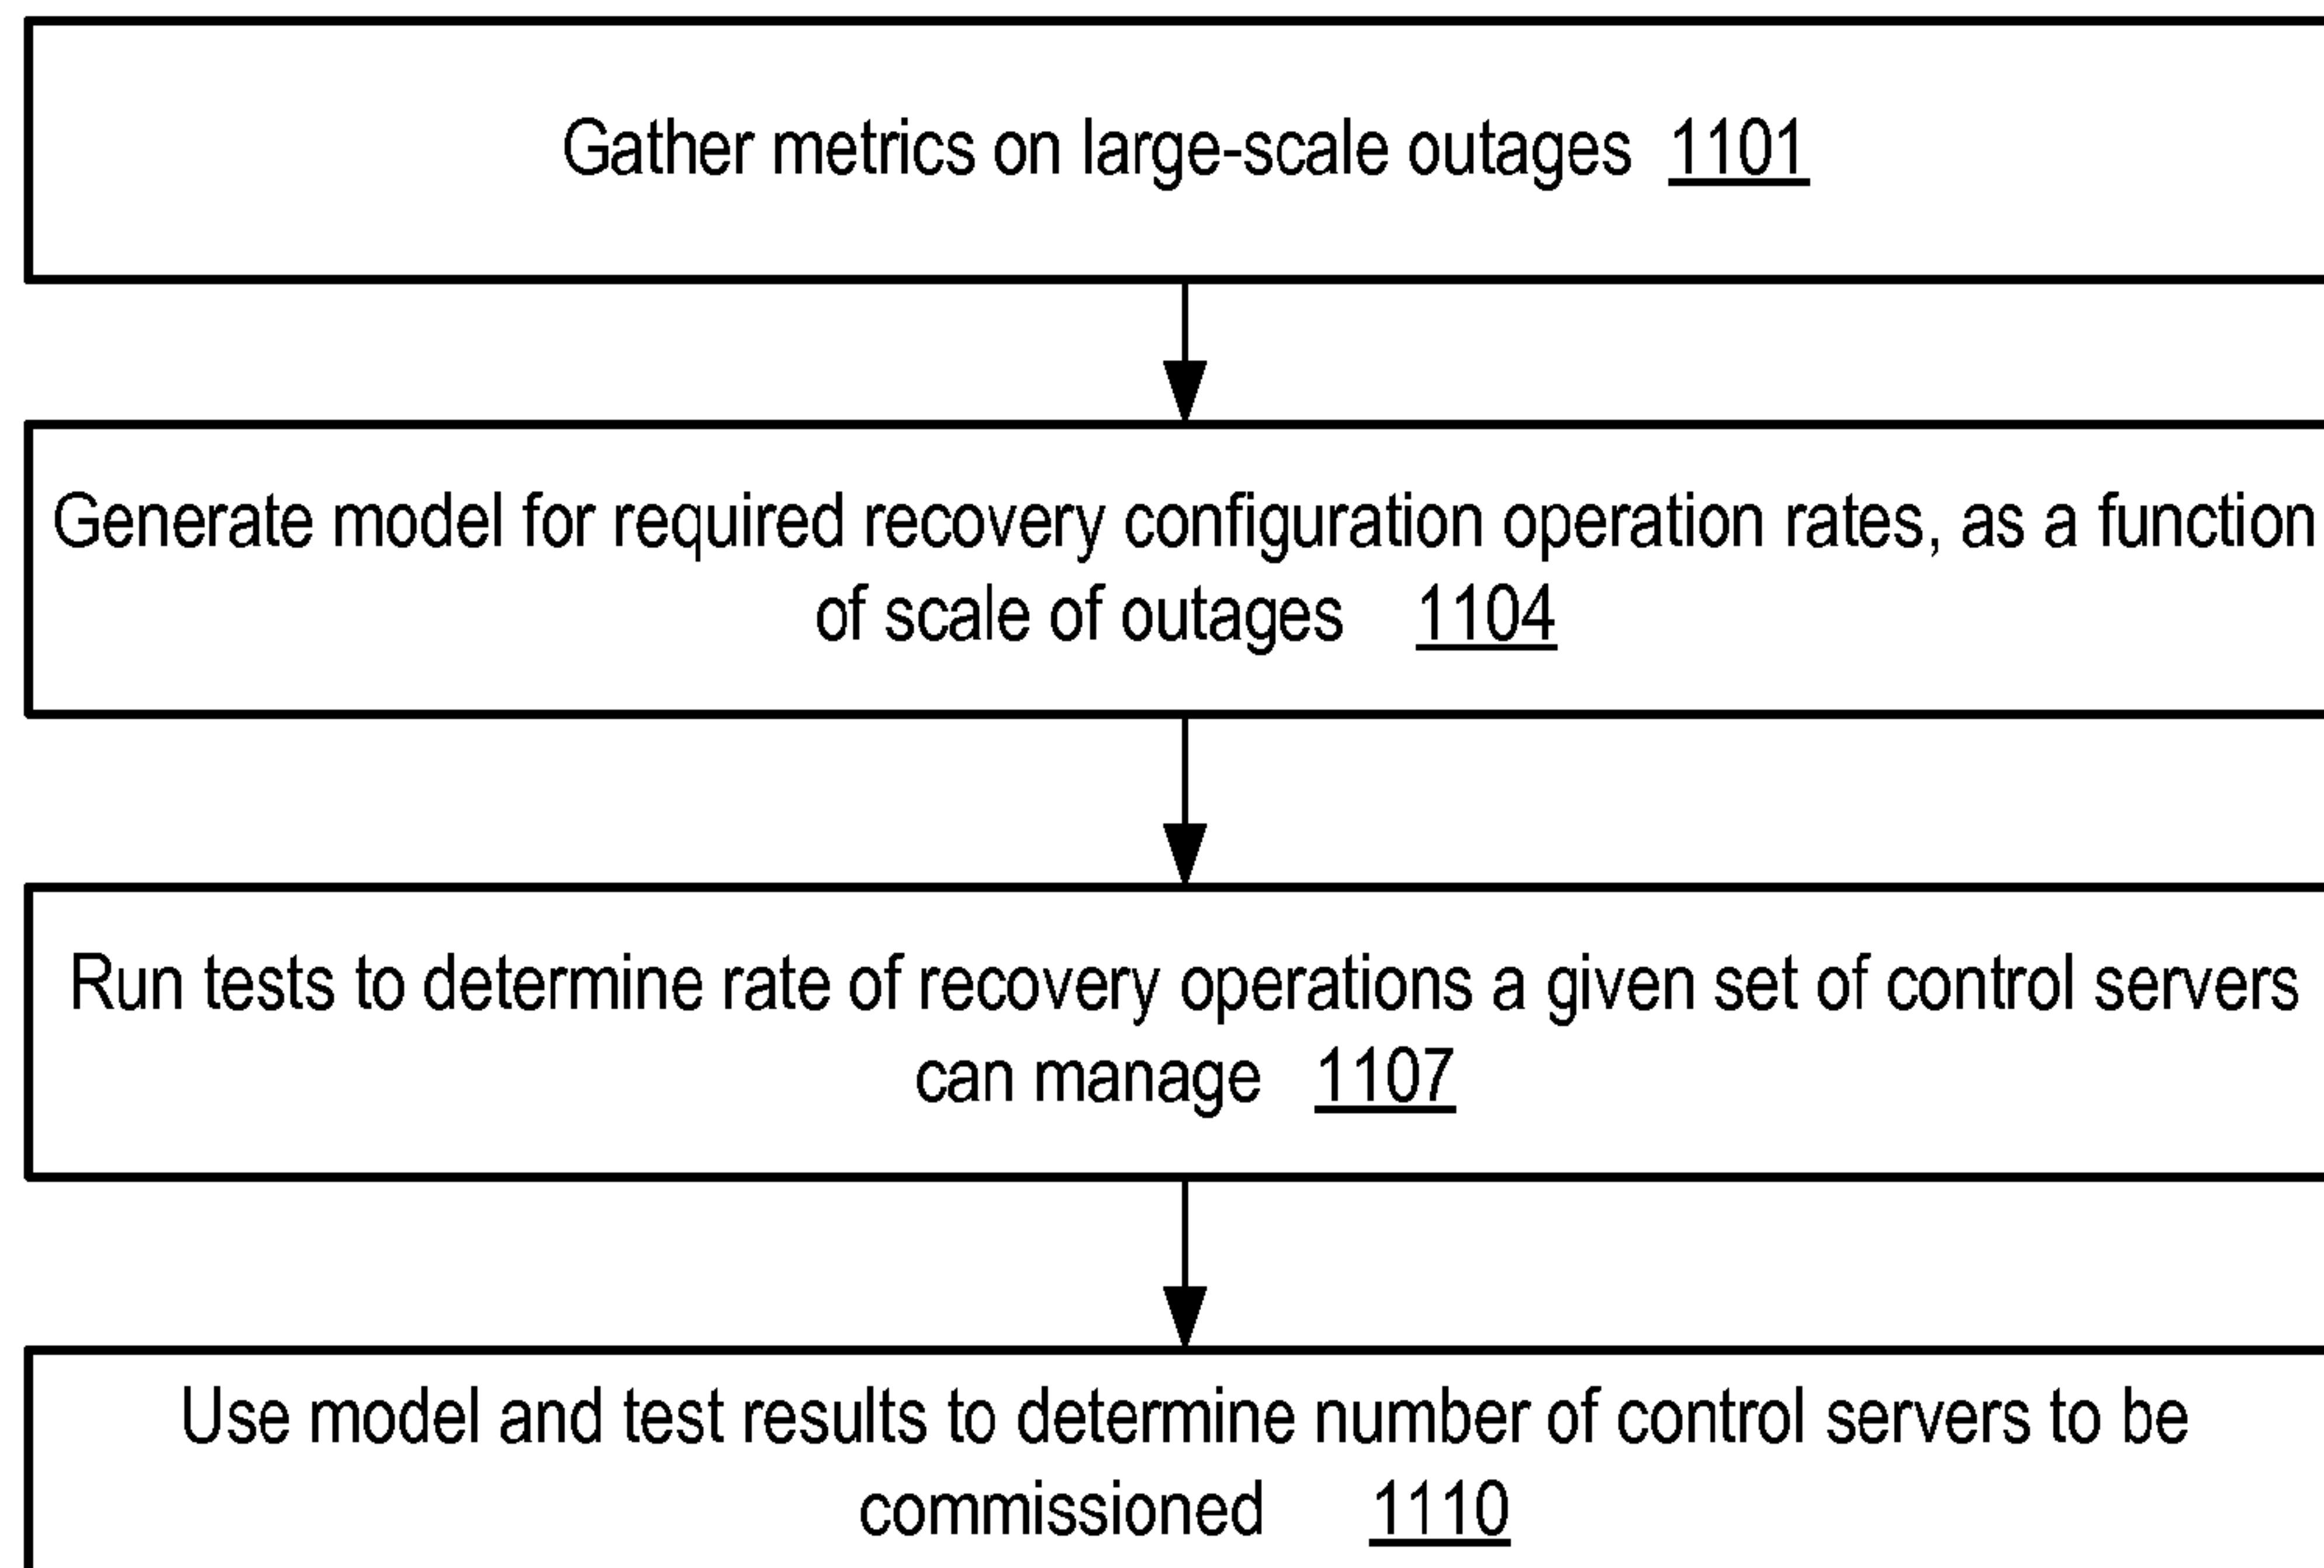 Gather metrics on large-scale outages 1101
Generate model for required recovery configuration operation rates, as a function
of scale of outages 1104
Run tests to determine rate of recovery operations a given set of control servers
can manage 1107
Use model and test results to determine number of control servers to be
commissioned 1110